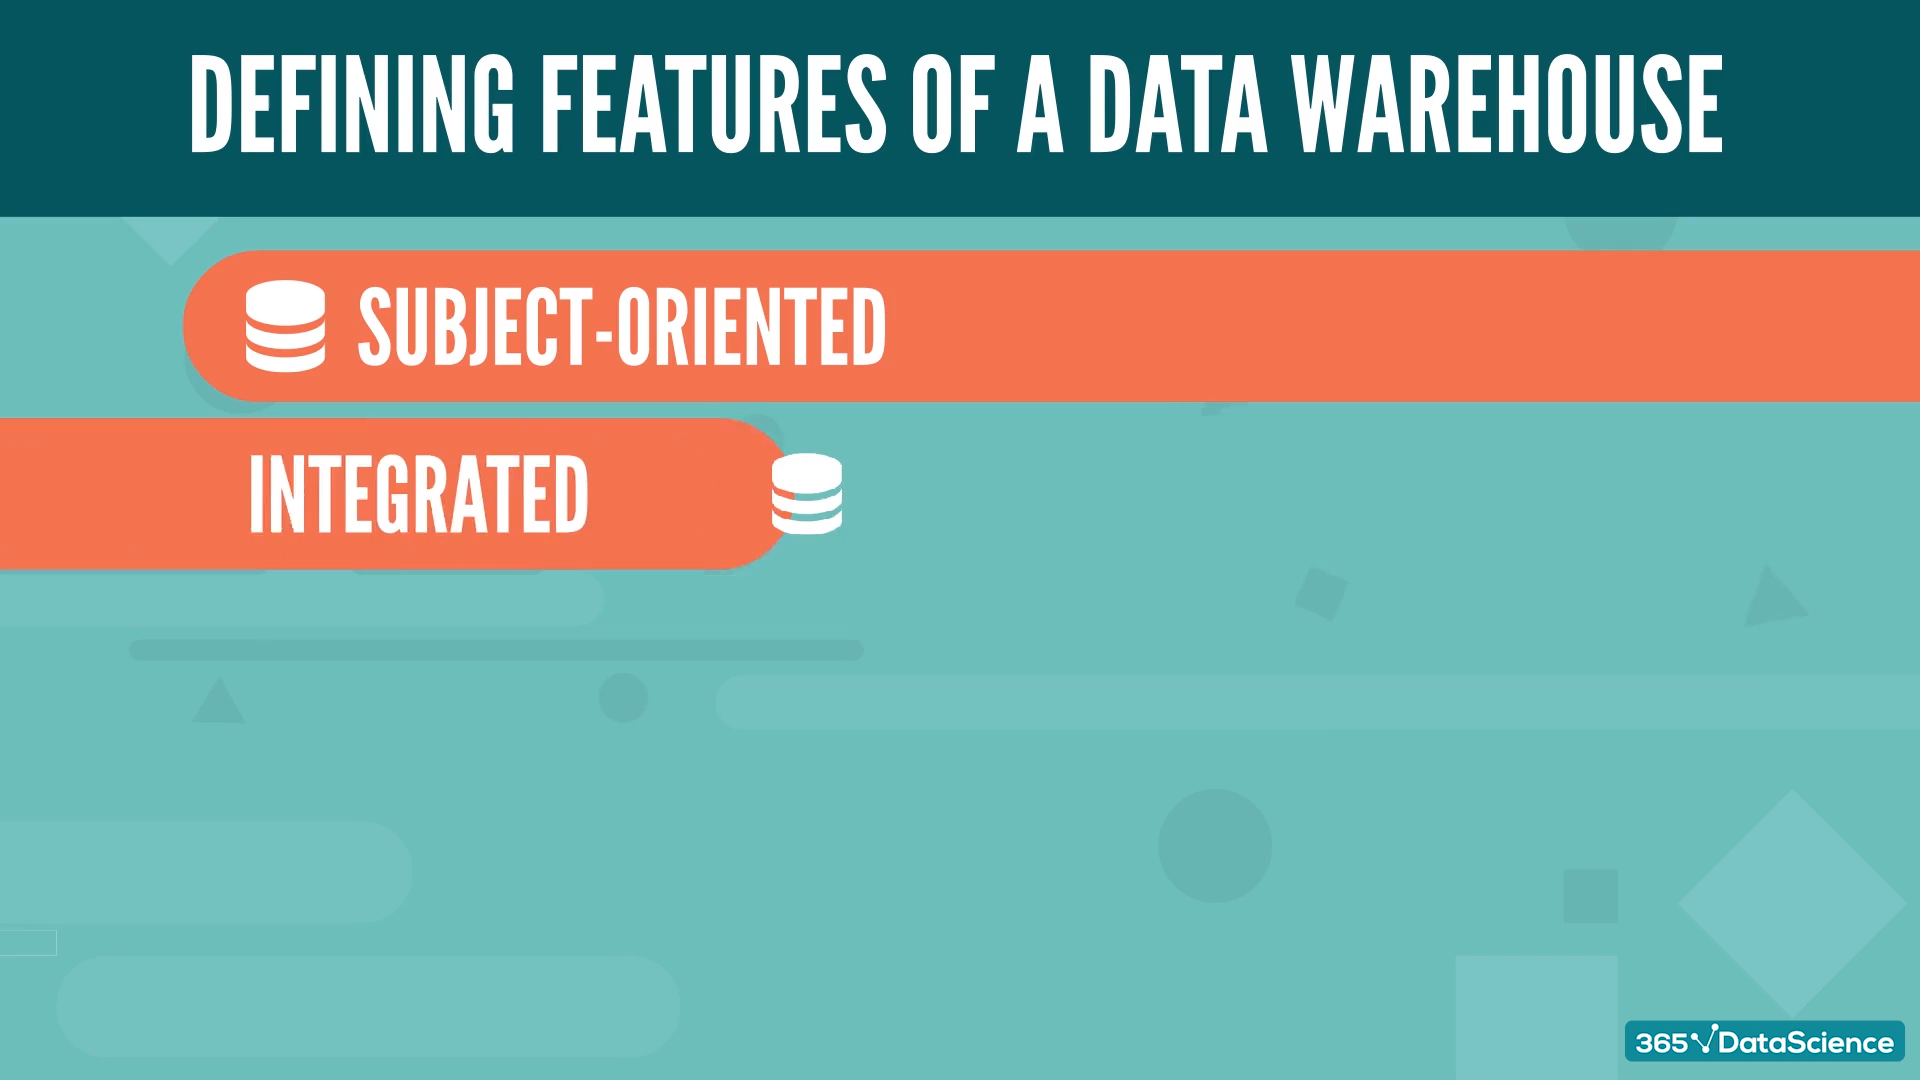 DEFINING FEATURES OF A DATA WAREHOUSE
SUBJECT-ORIENTED
INTEGRATED
365 DataScience